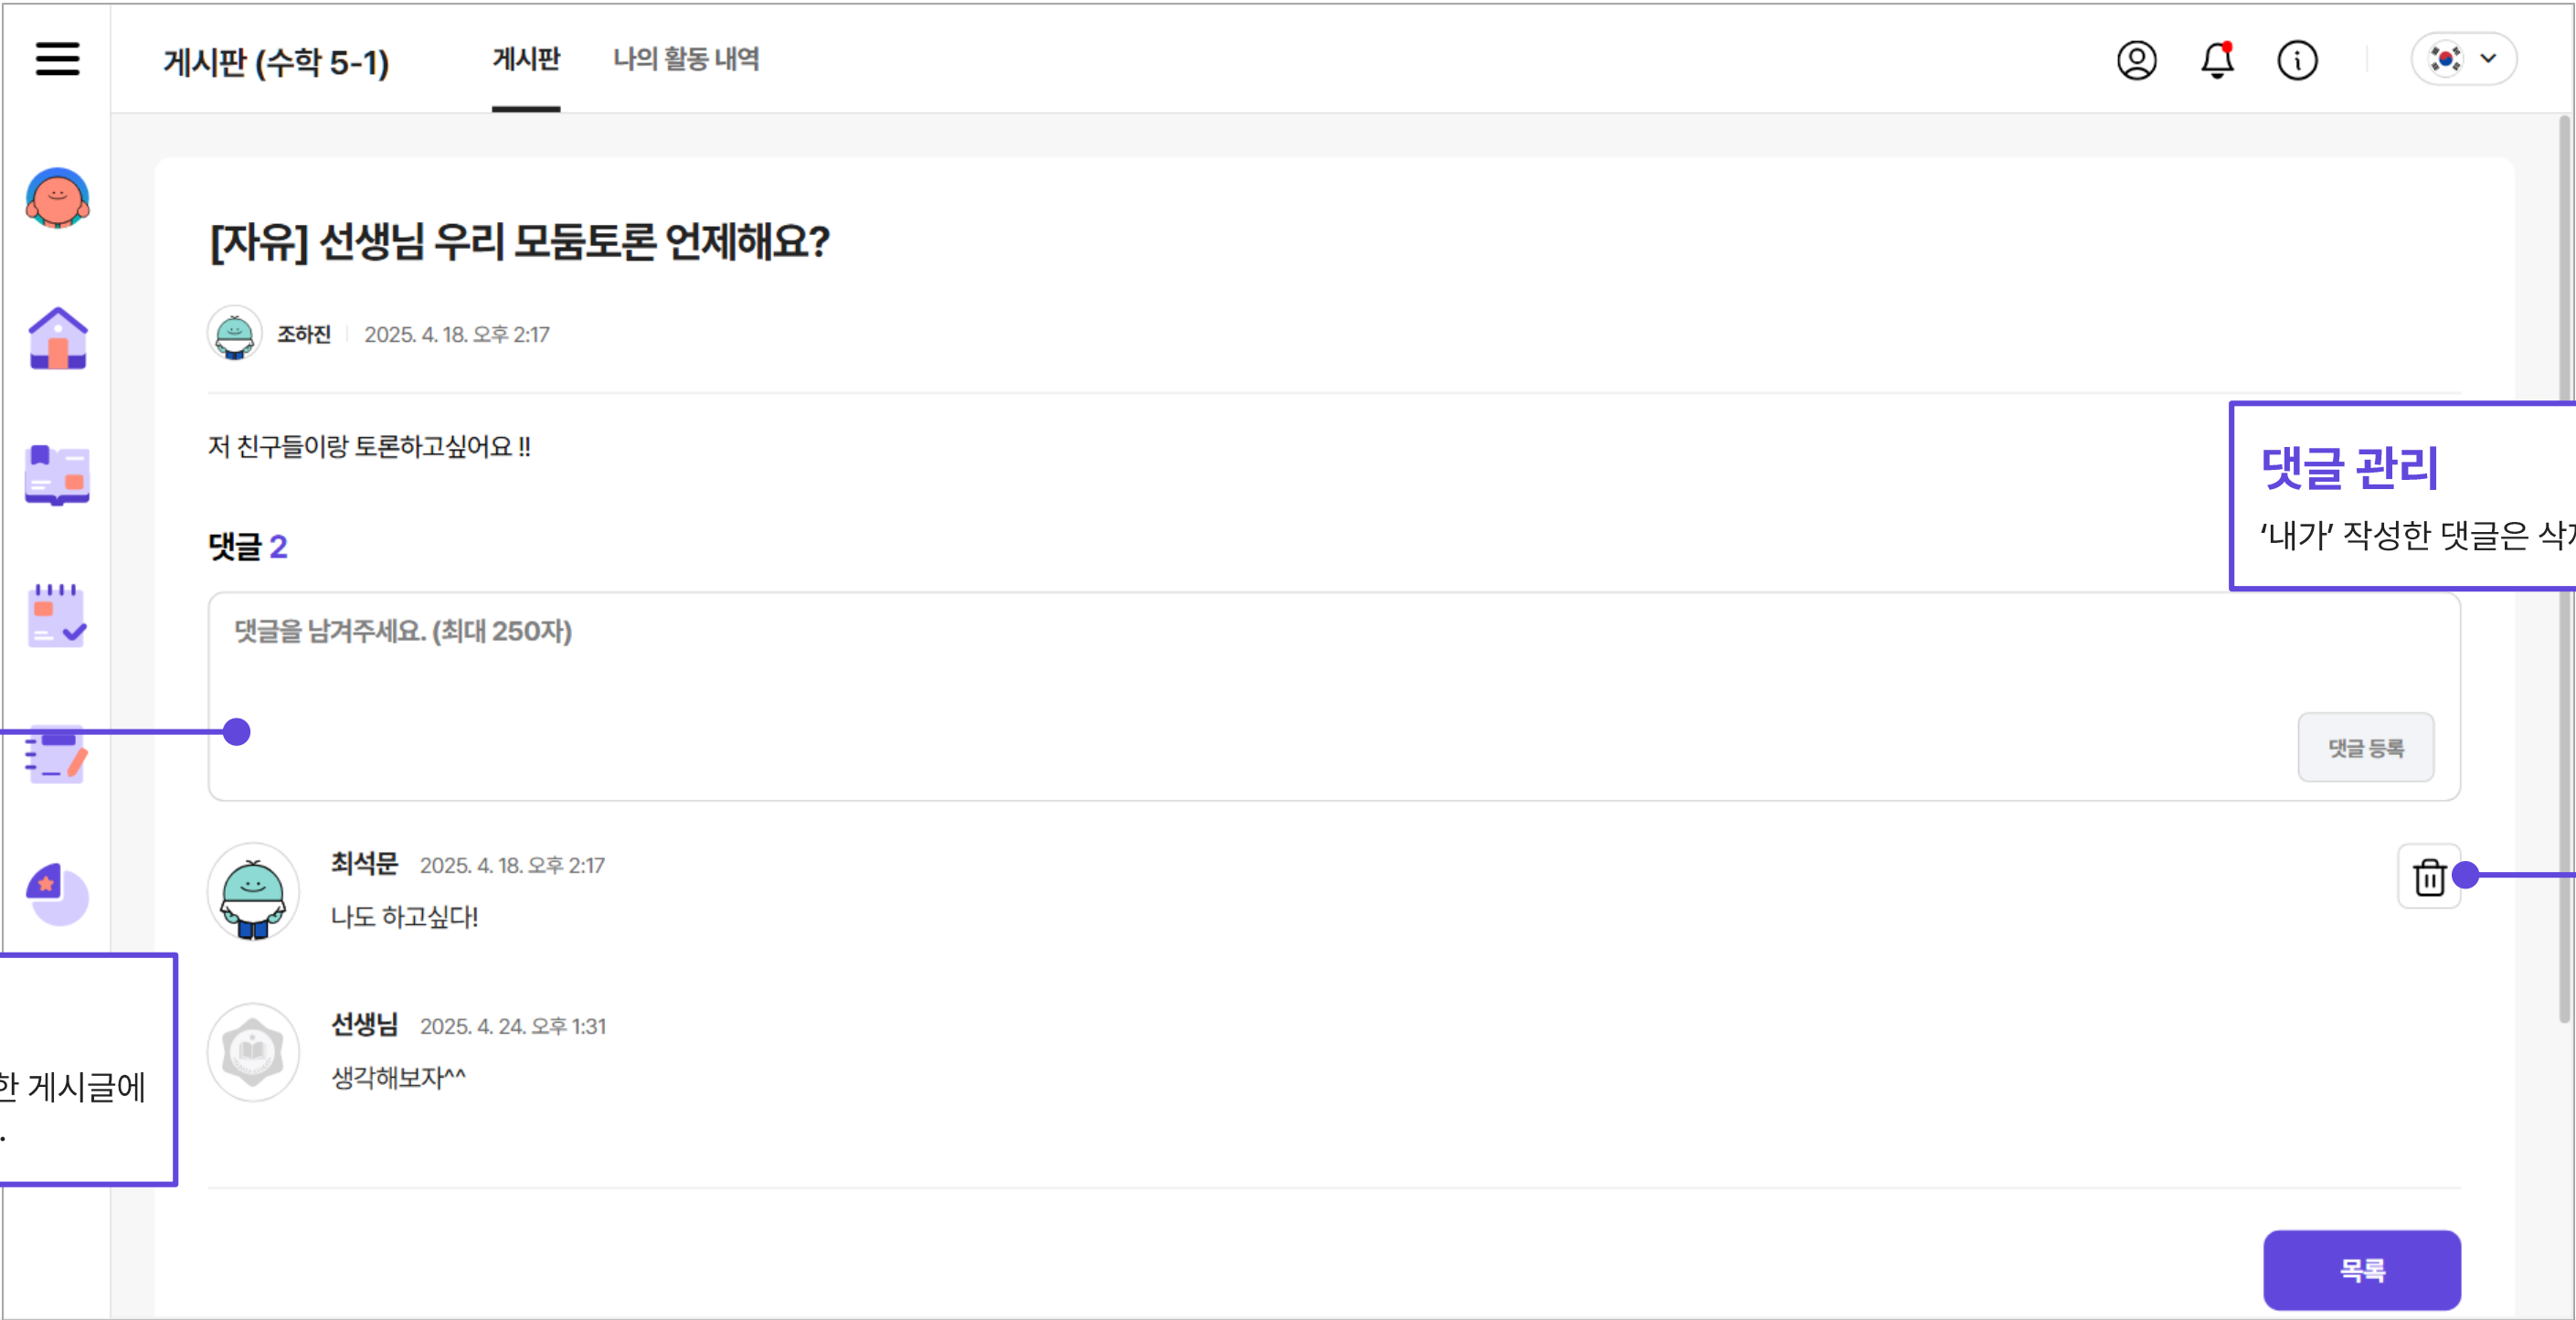 게시판 (수학 5-1)
게시판
나의 활동 내역
[자유] 선생님 우리 모둠토론 언제해요?
조하진
2025. 4. 18. 오후 2:17
저 친구들이랑 토론하고싶어요 !!
댓글 관리
‘내가’ 작성한 댓글은
댓글 2
댓글을 남겨주세요. (최대 250자)
댓글 등록
최석문 2025. 4. 18. 오후 2:17
나도 하고싶다!
선생님 2025. 4. 24. 오후 1:31
생각해보자^^
게시글에
.
목록